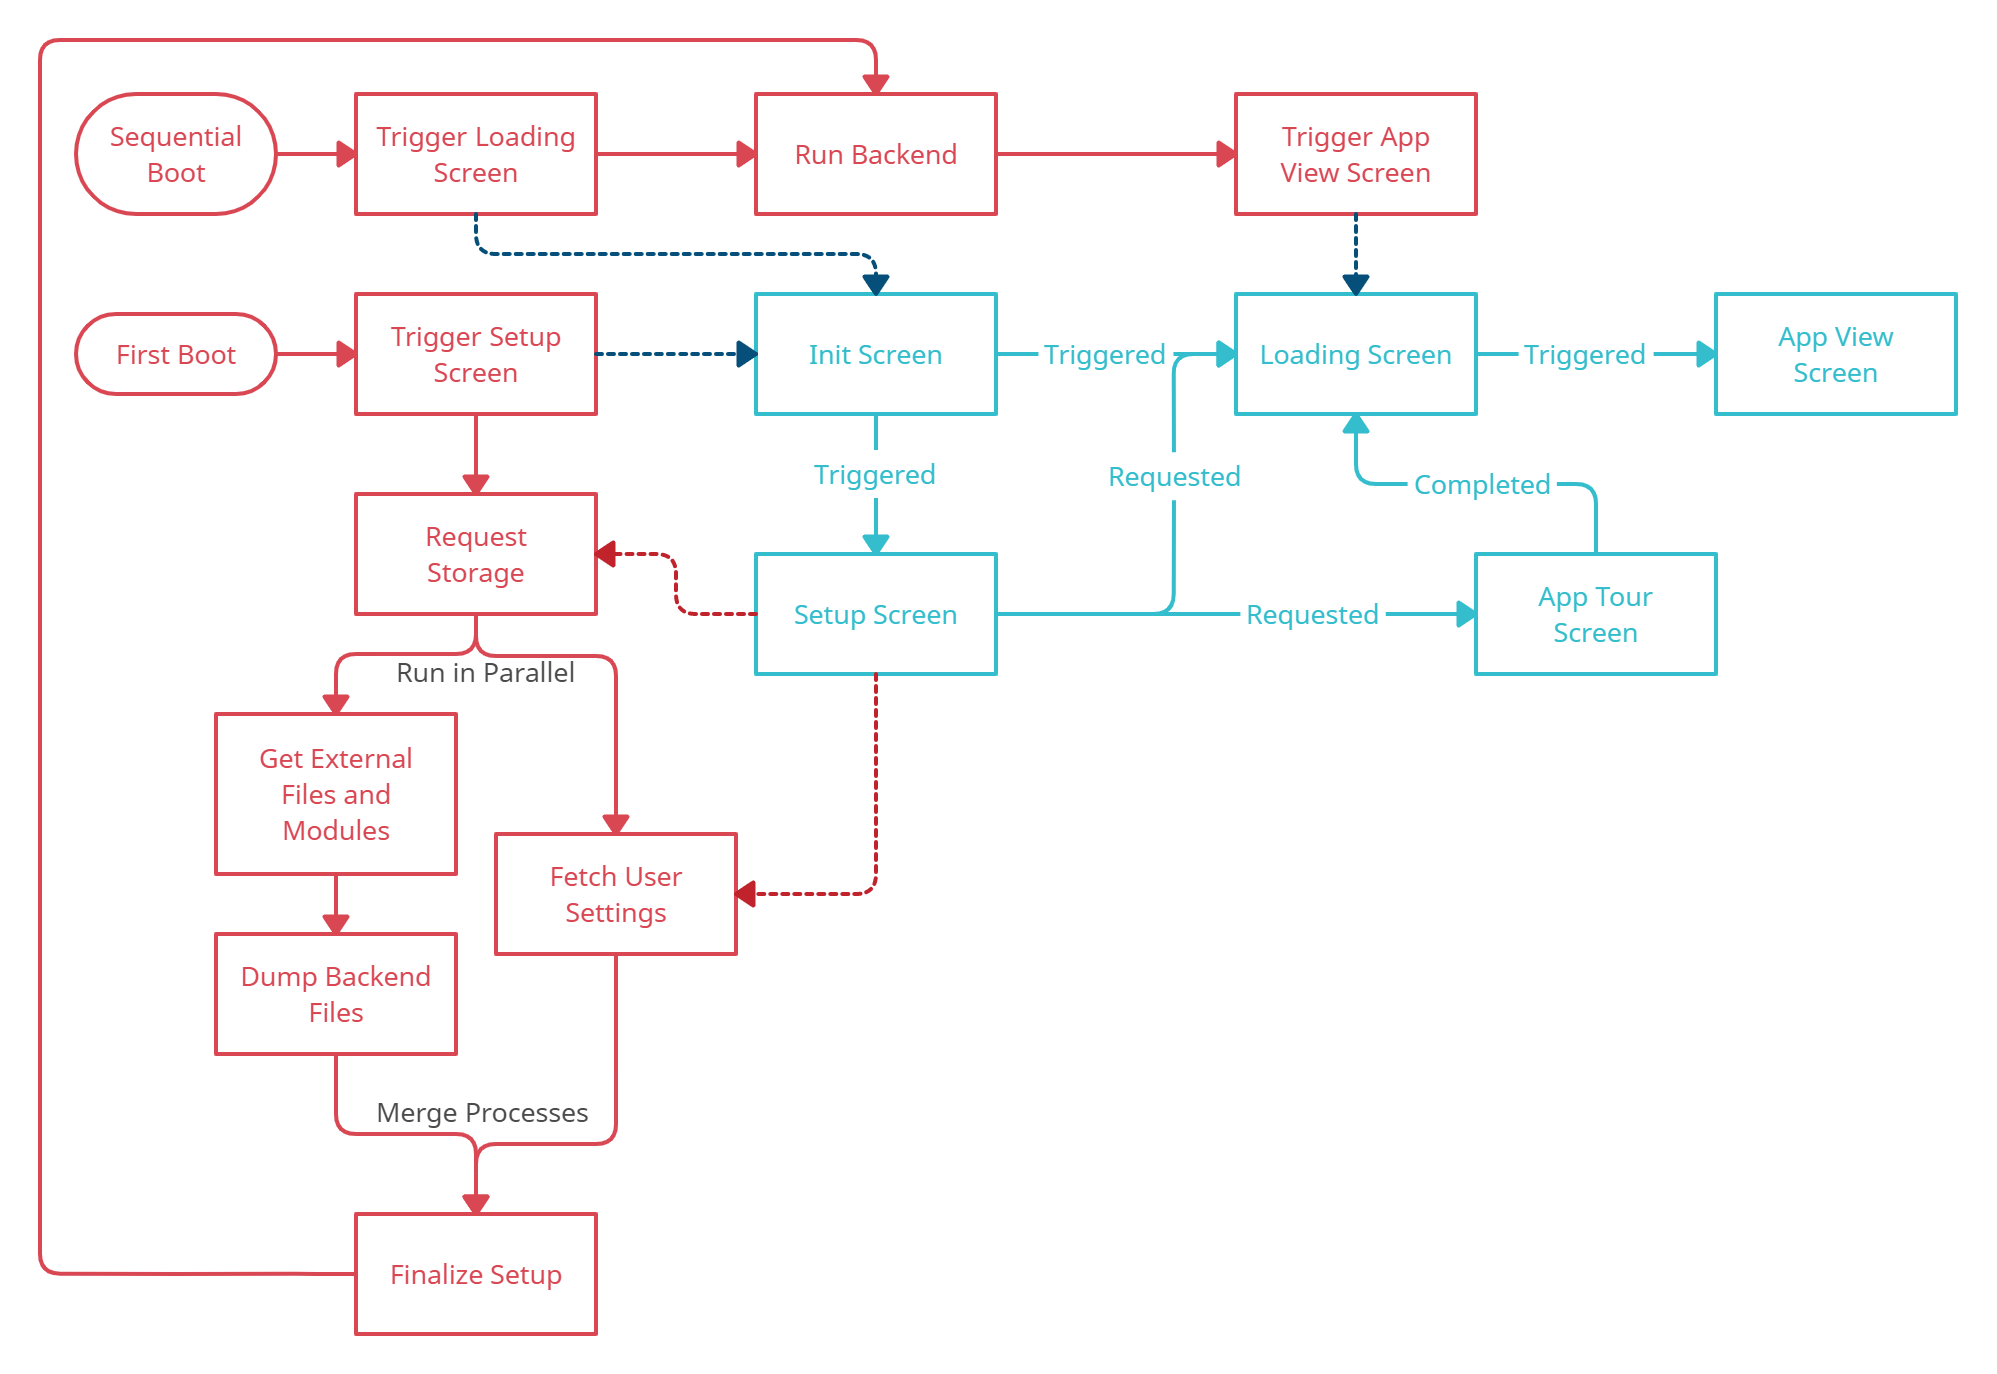 Sequential
Boot
Trigger Loading
Screen
Run Backend
Trigger App
View Screen
First Boot
Trigger Setup
Screen
Init Screen
Triggered
Loading Screen
Triggered
App View
Screen
Triggered
Requested
Completed
Request
Storage
Setup Screen
Requested
App Tour
Screen
Run in Parallel
Get External
Files and
Modules
Fetch User
Settings
Dump Backend
Files
Merge Processes
Finalize Setup